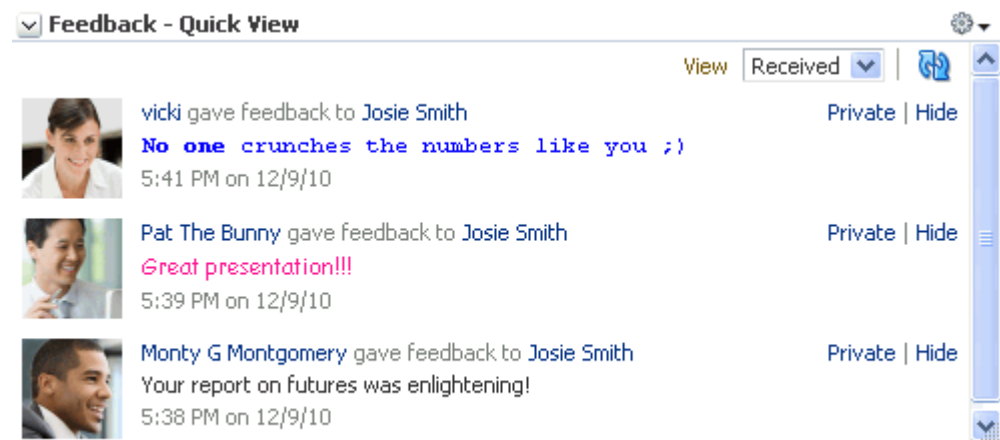 Feedback - Quick View
View Received
vicki gave feedback to Josie Smith Private | Hide
No one crunches the numbers like you ;)
5:41 PM on 12/9/10
Pat The Bunny gave feedback to Josie Smith Private | Hide
Great presentation!!!
5:39 PM on 12/9/10
Monty G Montgomery gave feedback to Josie Smith Private | Hide
Your report on futures was enlightening!
5:38 PM on 12/9/10